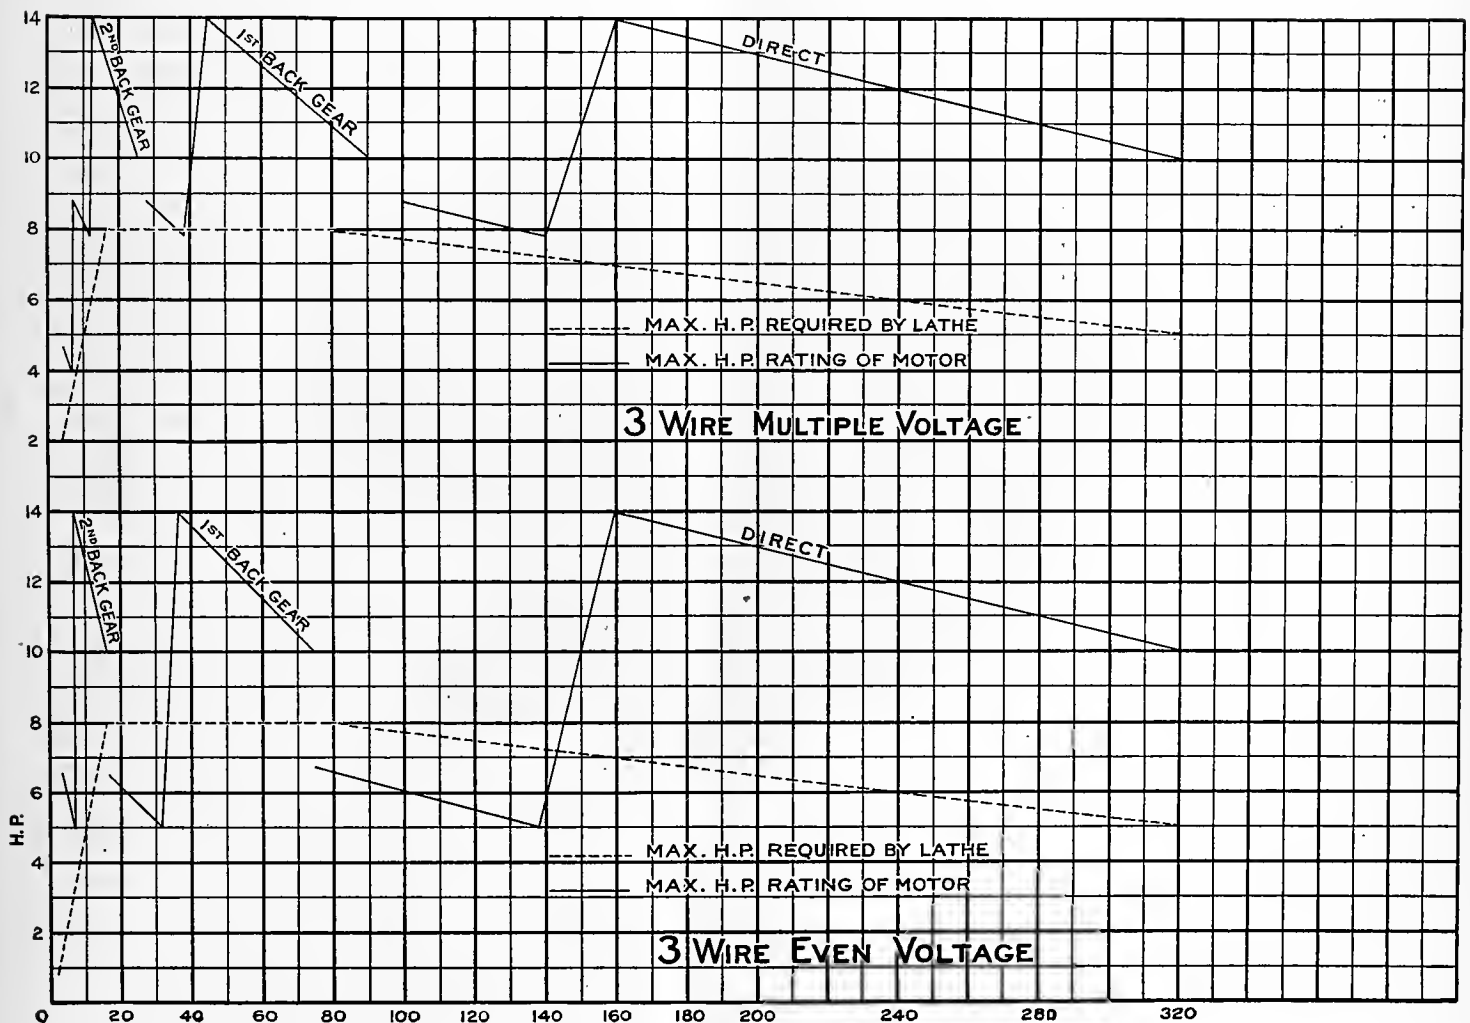 14
12
10
8
6
4
2
2ND BACK GEAR
1ST BACK GEAR
DIRECT
MAX. H.P. REQUIRED BY LATHE
MAX. H.P. RATING OF MOTOR
3 WIRE MULTIPLE VOLTAGE
14
12
10
8
6
4
2
H.P.
2ND BACK GEAR
1ST BACK GEAR
DIRECT
MAX. H.P. REQUIRED BY LATHE
MAX. H.P. RATING OF MOTOR
3 WIRE EVEN VOLTAGE
0 20 40 60 80 100 120 140 160 180 200 240 280 320